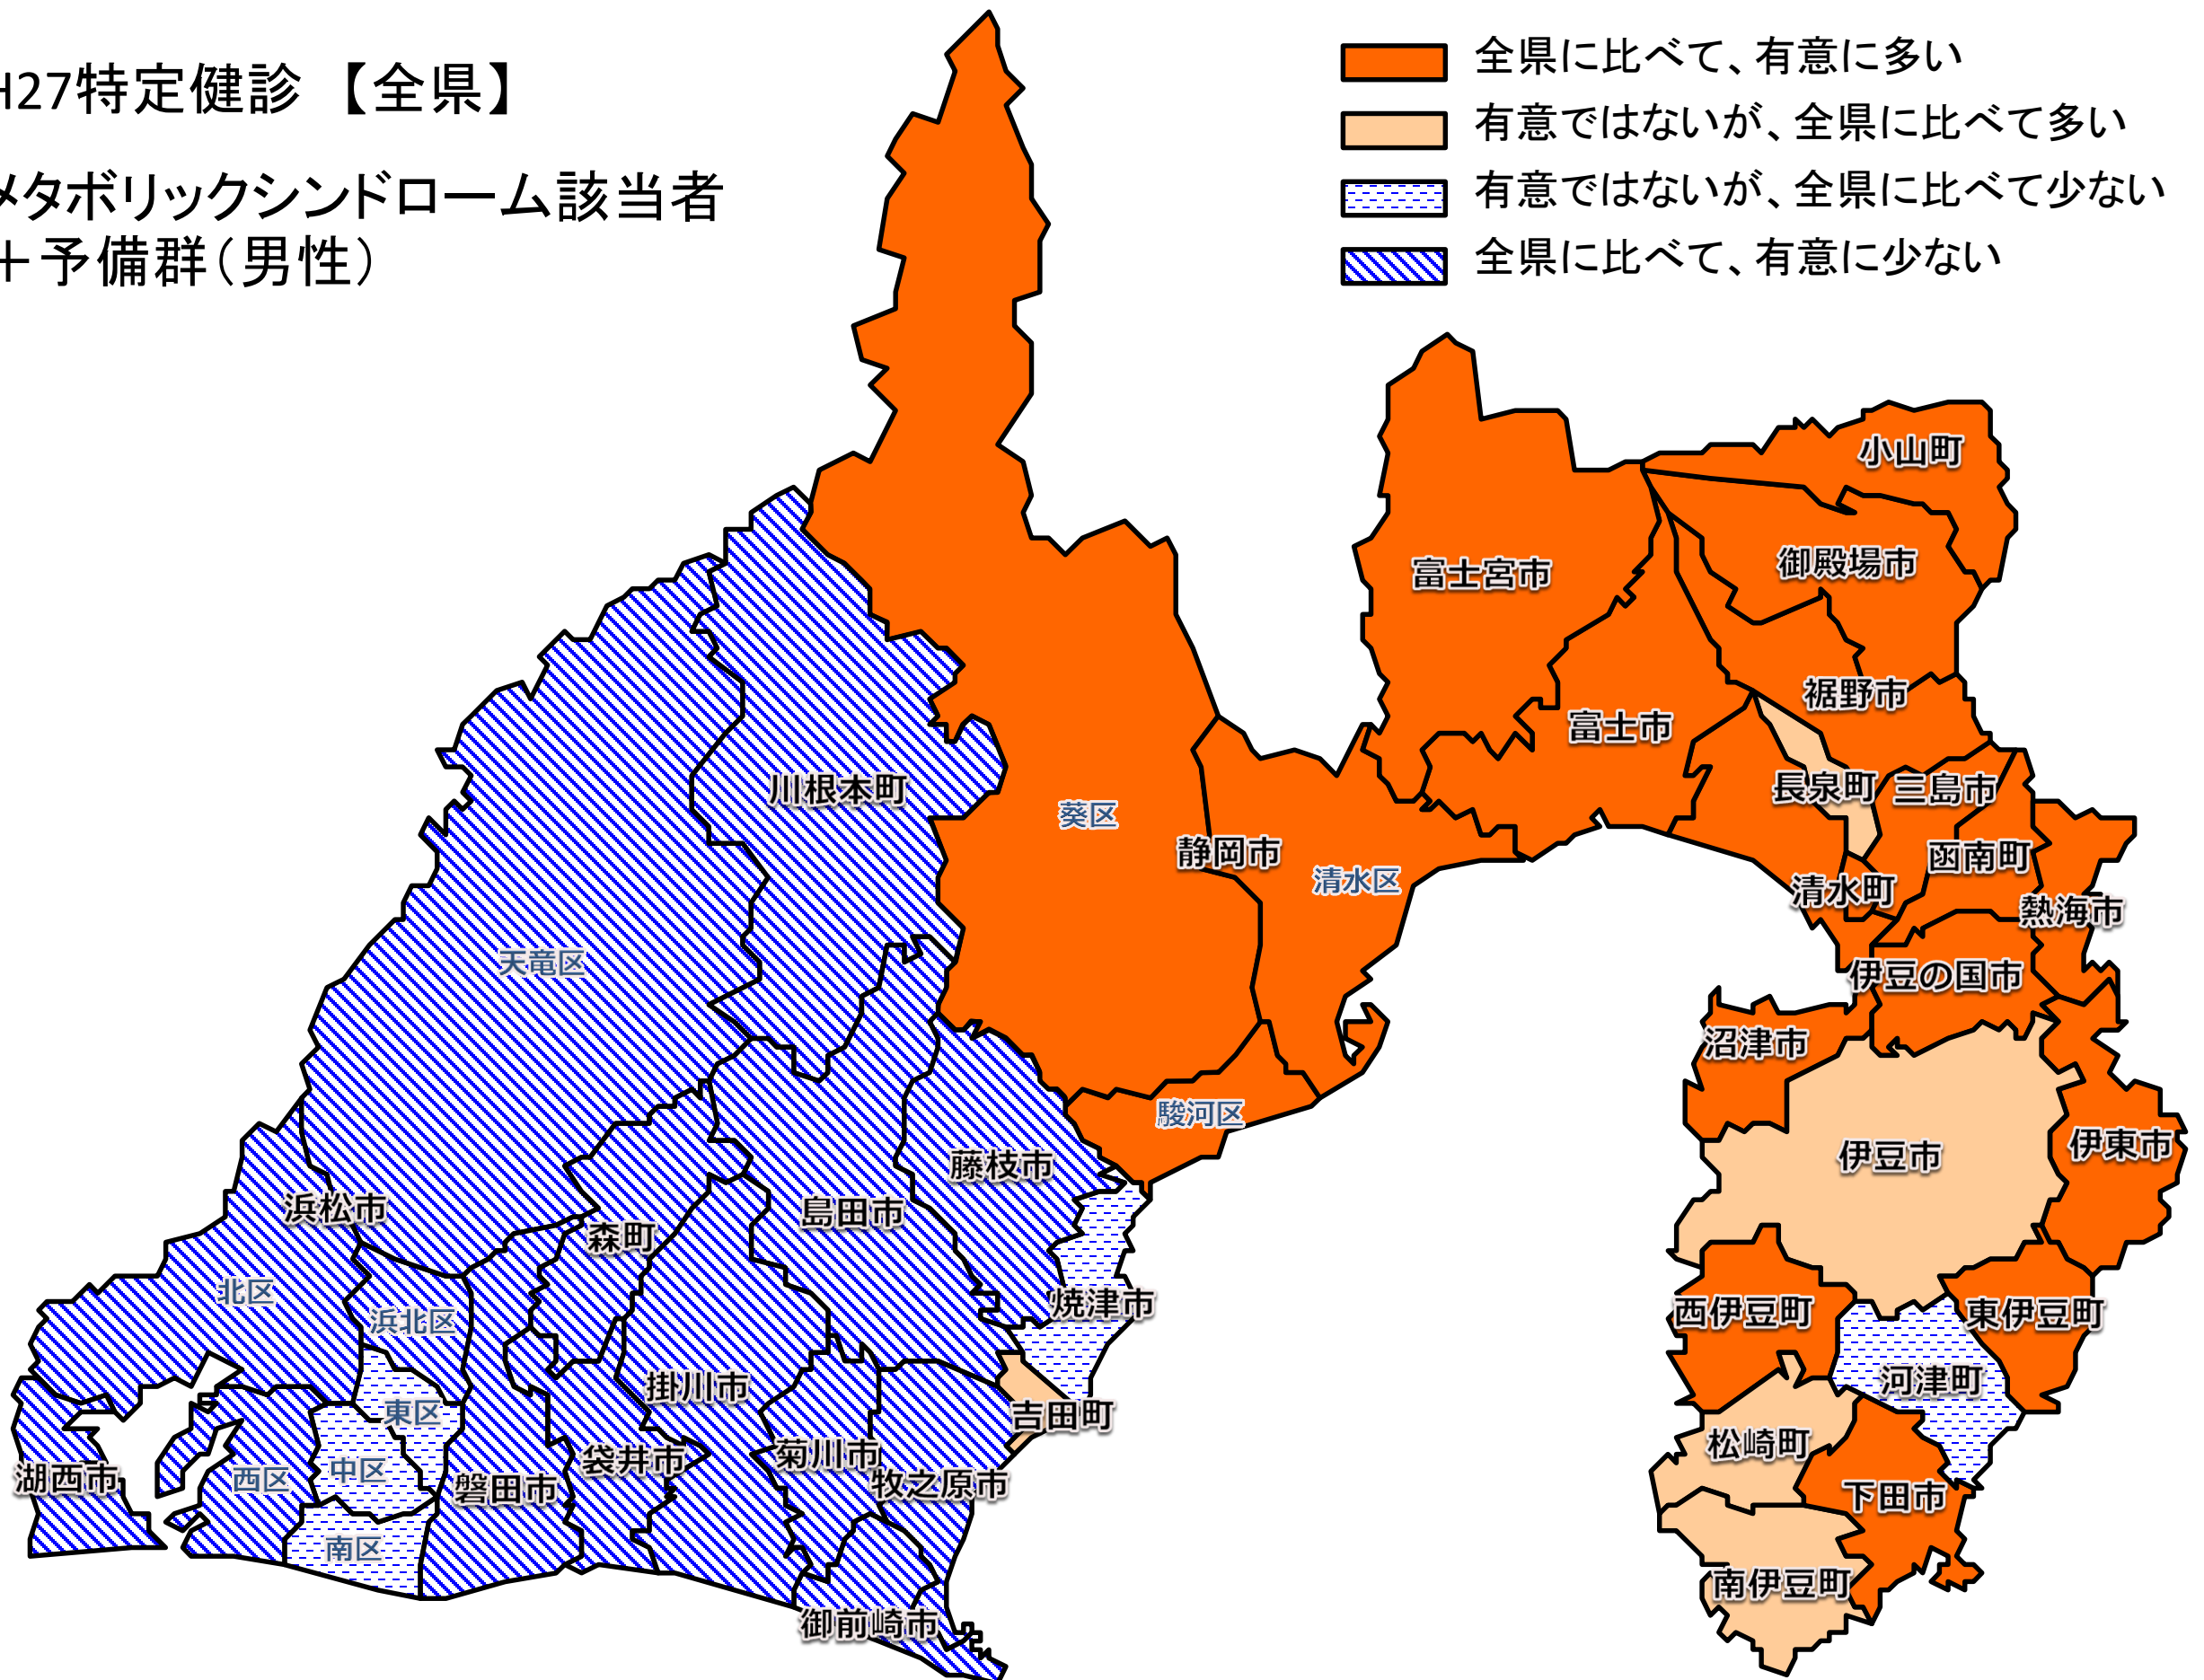 H27特定健診 【全県】
メタボリックシンドローム該当者
＋予備群（男性）
全県に比べて、有意に多い
有意ではないが、全県に比べて多い
有意ではないが、全県に比べて少ない
全県に比べて、有意に少ない
小山町
御殿場市
富士宮市
裾野市
富士市
長泉町
三島市
川根本町
葵区
静岡市
清水区
函南町
清水町
熱海市
天竜区
伊豆の国市
沼津市
駿河区
伊東市
伊豆市
藤枝市
浜松市
島田市
森町
北区
浜北区
焼津市
西伊豆町
東伊豆町
河津町
掛川市
東区
吉田町
松崎町
菊川市
袋井市
中区
西区
湖西市
磐田市
牧之原市
下田市
南区
南伊豆町
御前崎市